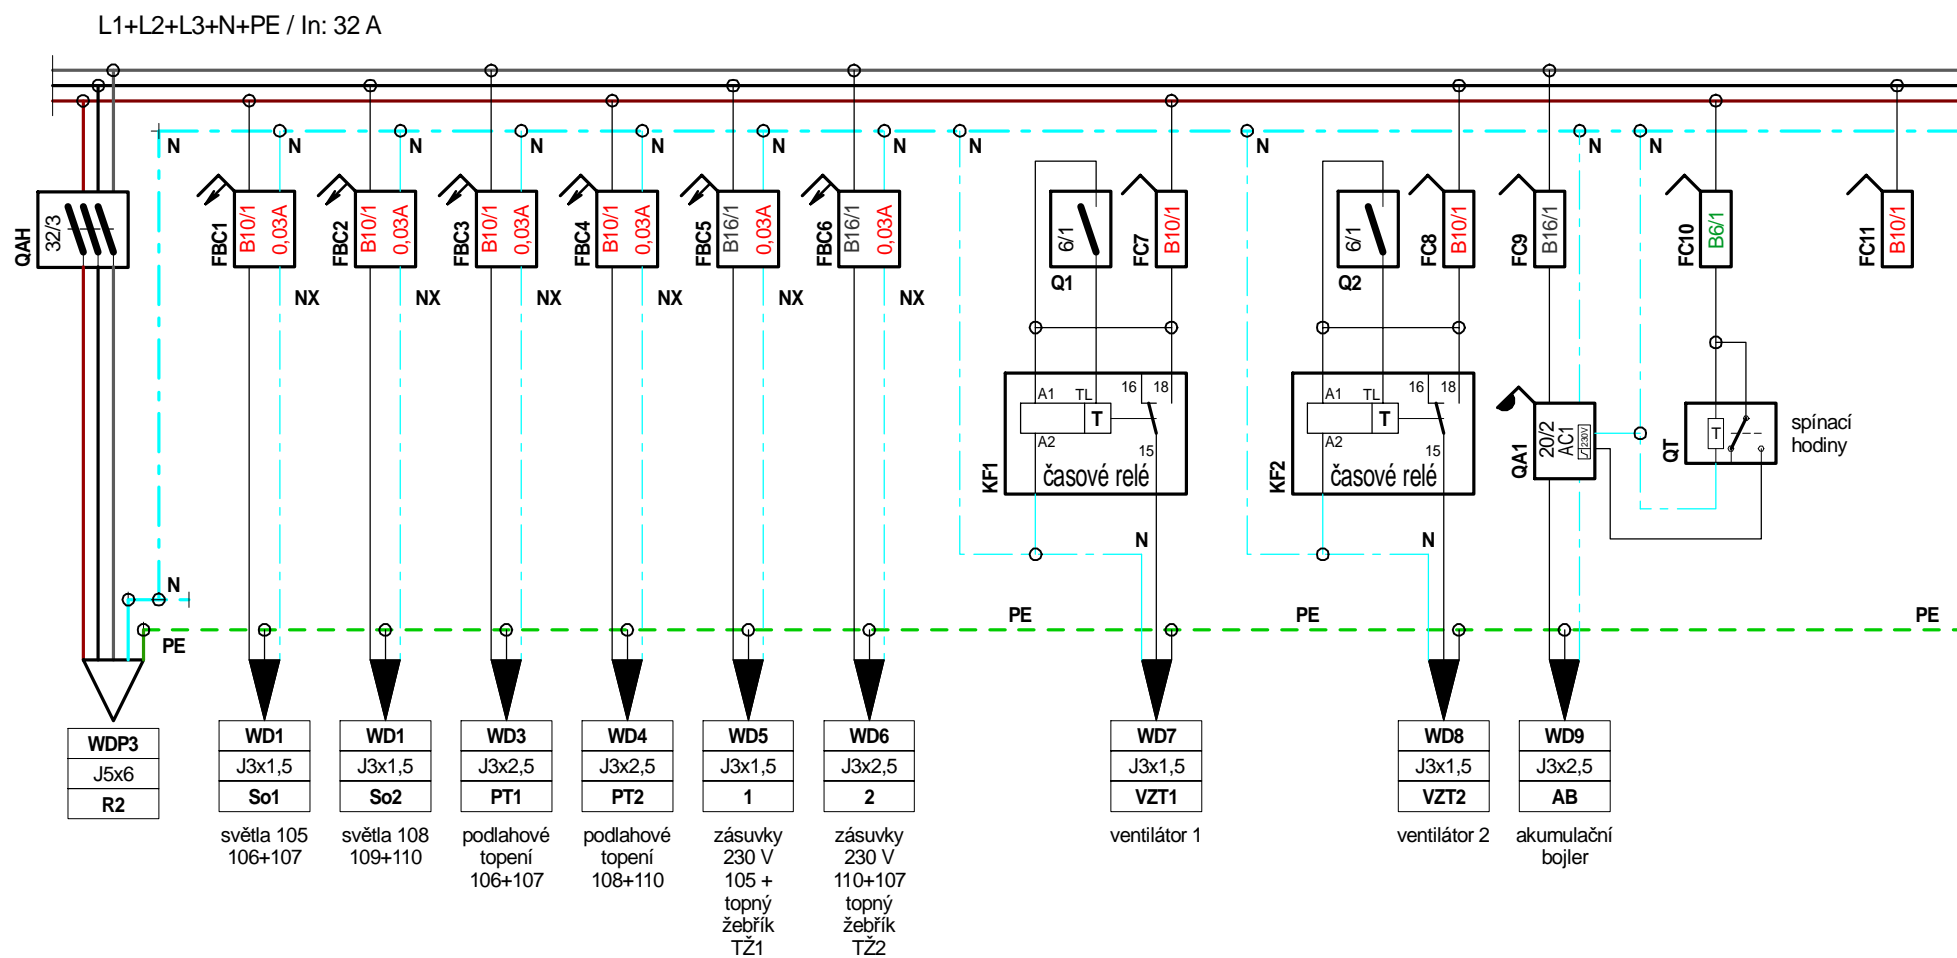 L1+L2+L3+N+PE / In: 32 A
N
N
N
N
N
N
N
N
N
N
N
QAH
32/3
FBC1
B10/1
0,03A
FBC2
B10/1
0,03A
FBC3
B10/1
0,03A
FBC4
B10/1
0,03A
FBC5
B16/1
0,03A
FBC6
B16/1
0,03A
6/1
Q1
FC7
B10/1
6/1
Q2
FC8
B10/1
FC9
B16/1
FC10
B6/1
FC11
B10/1
NX
NX
NX
NX
NX
NX
A1
TL
16
18
T
A2
15
KF1
časové relé
A1
TL
16
18
T
A2
15
KF2
časové relé
QA1
20/2
AC1
230V
QT
T
spínací
hodiny
N
N
N
PE
PE
PE
PE
WDP3
J5x6
R2
WD1
J3x1,5
So1
světla 105
106+107
WD1
J3x1,5
So2
světla 108
109+110
WD3
J3x2,5
PT1
podlahové
topení
106+107
WD4
J3x2,5
PT2
podlahové
topení
108+110
WD5
J3x1,5
1
zásuvky
230 V
105 +
topný
žebřík
TŽ1
WD6
J3x2,5
2
zásuvky
230 V
110+107
topný
žebřík
TŽ2
WD7
J3x1,5
VZT1
ventilátor 1
WD8
J3x1,5
VZT2
ventilátor 2
WD9
J3x2,5
AB
akumulační
bojler